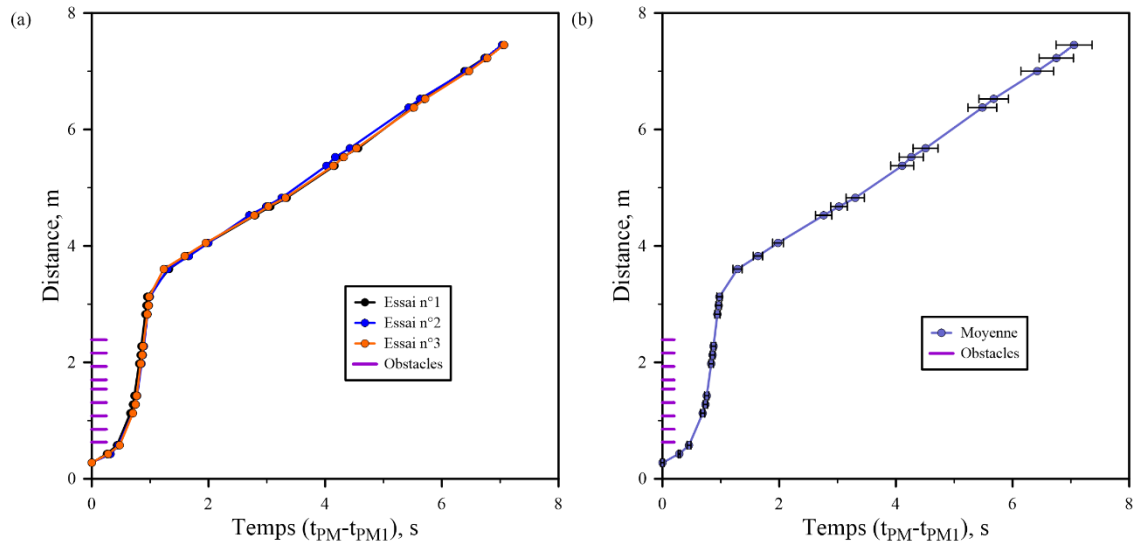 (a)
8
6
4
2
0
Distance, m
Essai n°1
Essai n°2
Essai n°3
Obstacles
0 2 4 6 8
Temps (tPM-tPM1), s
(b)
8
6
4
2
0
Distance, m
Moyenne
Obstacles
0 2 4 6 8
Temps (tPM-tPM1), s